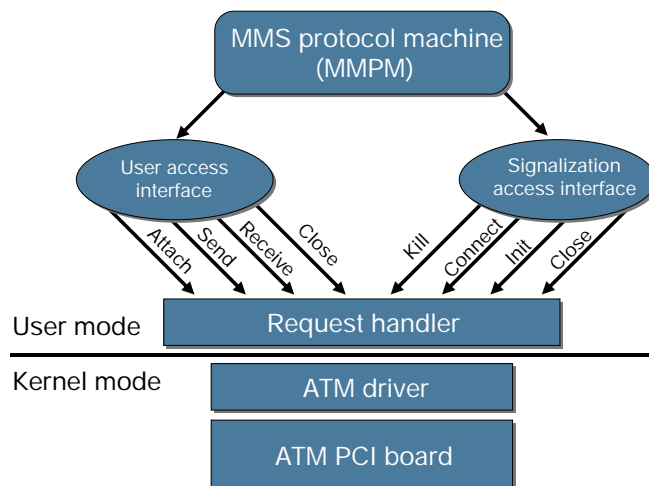 MMS protocol machine
(MMPM)
User access
interface
Signalization
access interface
Attach
Send
Receive
Close
Kill
Connect
Init
Close
User mode
Request handler
Kernel mode
ATM driver
ATM PCI board